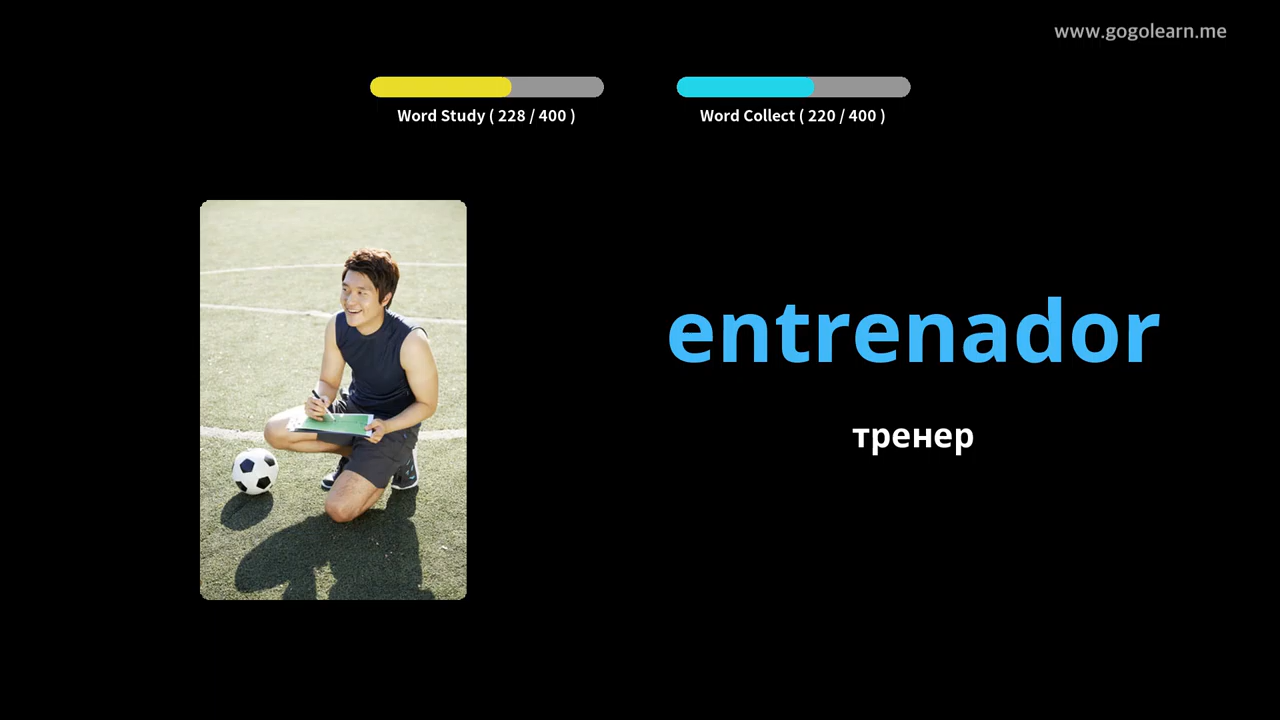 www.gogolearn.me
Word Study ( 228 / 400 )
Word Collect ( 220 / 400 )
entrenador
тренер